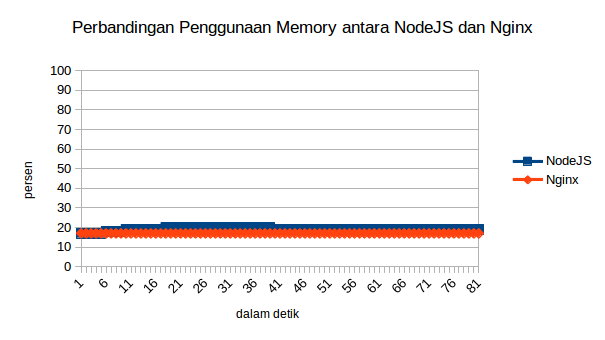 Perbandingan Penggunaan Memory antara NodeJS dan Nginx
100
90
80
70
60
50
40
30
20
10
0
persen
NodeJS
Nginx
1 6 11 16 21 26 31 36 41 46 51 56 61 66 71 76 81
dalam detik